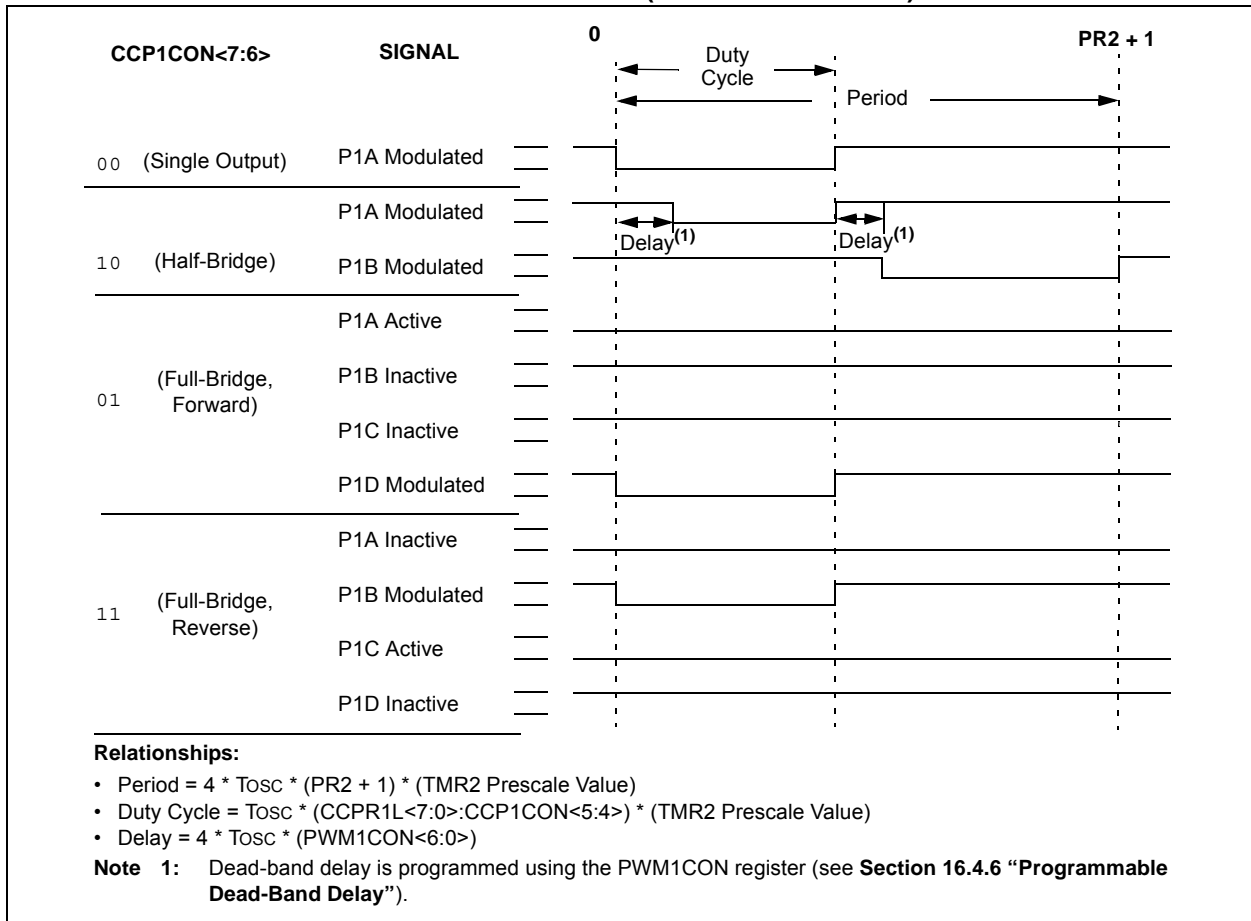 0
PR2 + 1
CCP1CON<7:6>
SIGNAL
Duty
Cycle
Period
00 (Single Output) P1A Modulated
P1A Modulated
Delay(1)
Delay(1)
10 (Half-Bridge) P1B Modulated
P1A Active
(Full-Bridge,
Forward)
P1B Inactive
01
P1C Inactive
P1D Modulated
P1A Inactive
(Full-Bridge,
Reverse)
P1B Modulated
11
P1C Active
P1D Inactive
Relationships:
• Period = 4 * TOSC * (PR2 + 1) * (TMR2 Prescale Value)
• Duty Cycle = TOSC * (CCPR1L<7:0>:CCP1CON<5:4>) * (TMR2 Prescale Value)
• Delay = 4 * TOSC * (PWM1CON<6:0>)
Note 1: Dead-band delay is programmed using the PWM1CON register (see Section 16.4.6 “Programmable
Dead-Band Delay”).